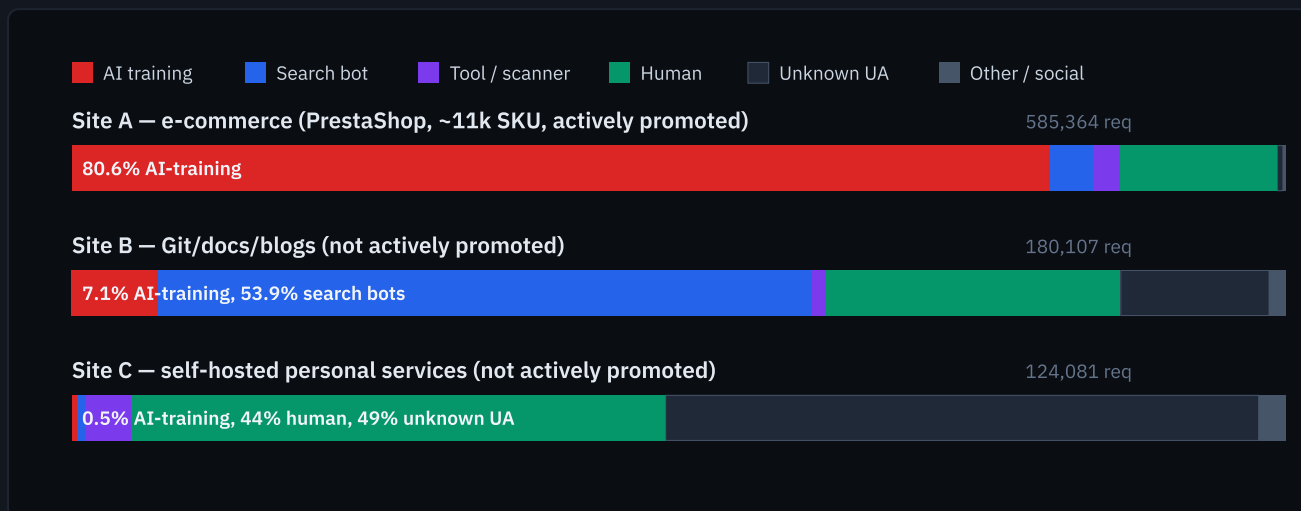 AI training Search bot Tool / scanner Human Unknown UA Other / social
Site A — e-commerce (PrestaShop, ~11k SKU, actively promoted) 585,364 req
80.6% AI-training
Site B — Git/docs/blogs (not actively promoted) 180,107 req
7.1% AI-training, 53.9% search bots
Site C — self-hosted personal services (not actively promoted) 124,081 req
0.5% AI-training, 44% human, 49% unknown UA